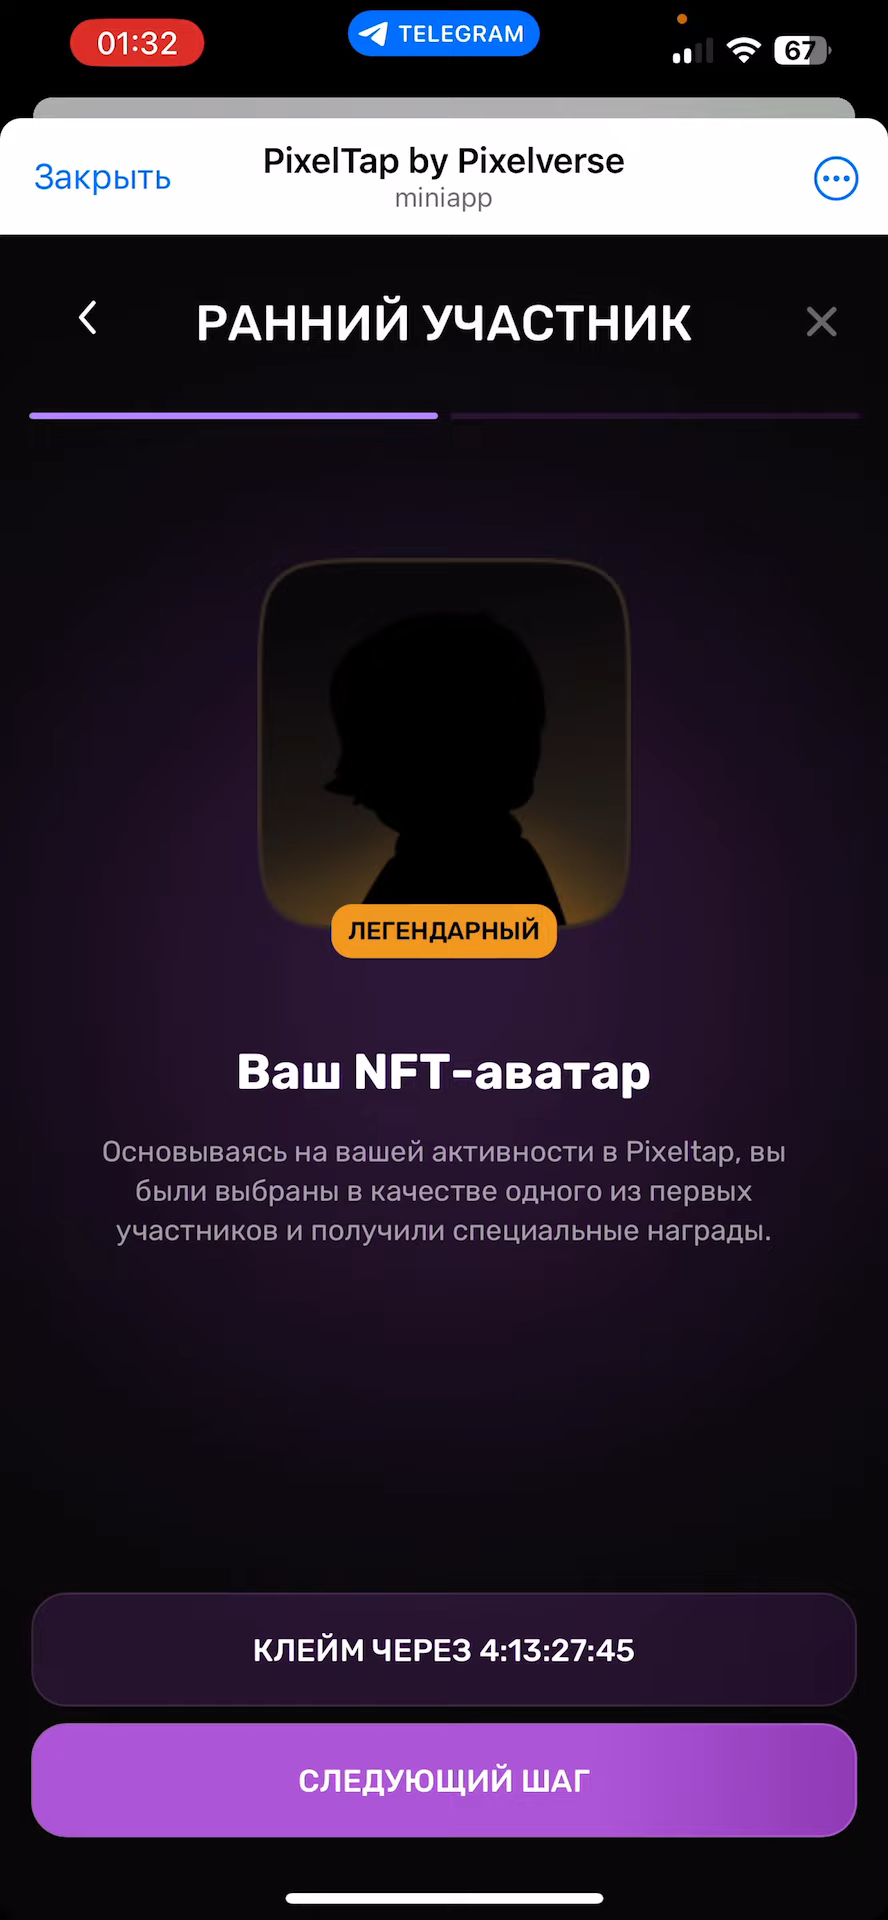 01:32
TELEGRAM
67
Закрыть
PixelTap by Pixelverse
miniapp
РАННИЙ УЧАСТНИК
ЛЕГЕНДАРНЫЙ
Ваш NFT-аватар
Основываясь на вашей активности в Pixeltap, вы
были выбраны в качестве одного из первых
участников и получили специальные награды.
КЛЕЙМ ЧЕРЕЗ 4:13:27:45
СЛЕДУЮЩИЙ ШАГ